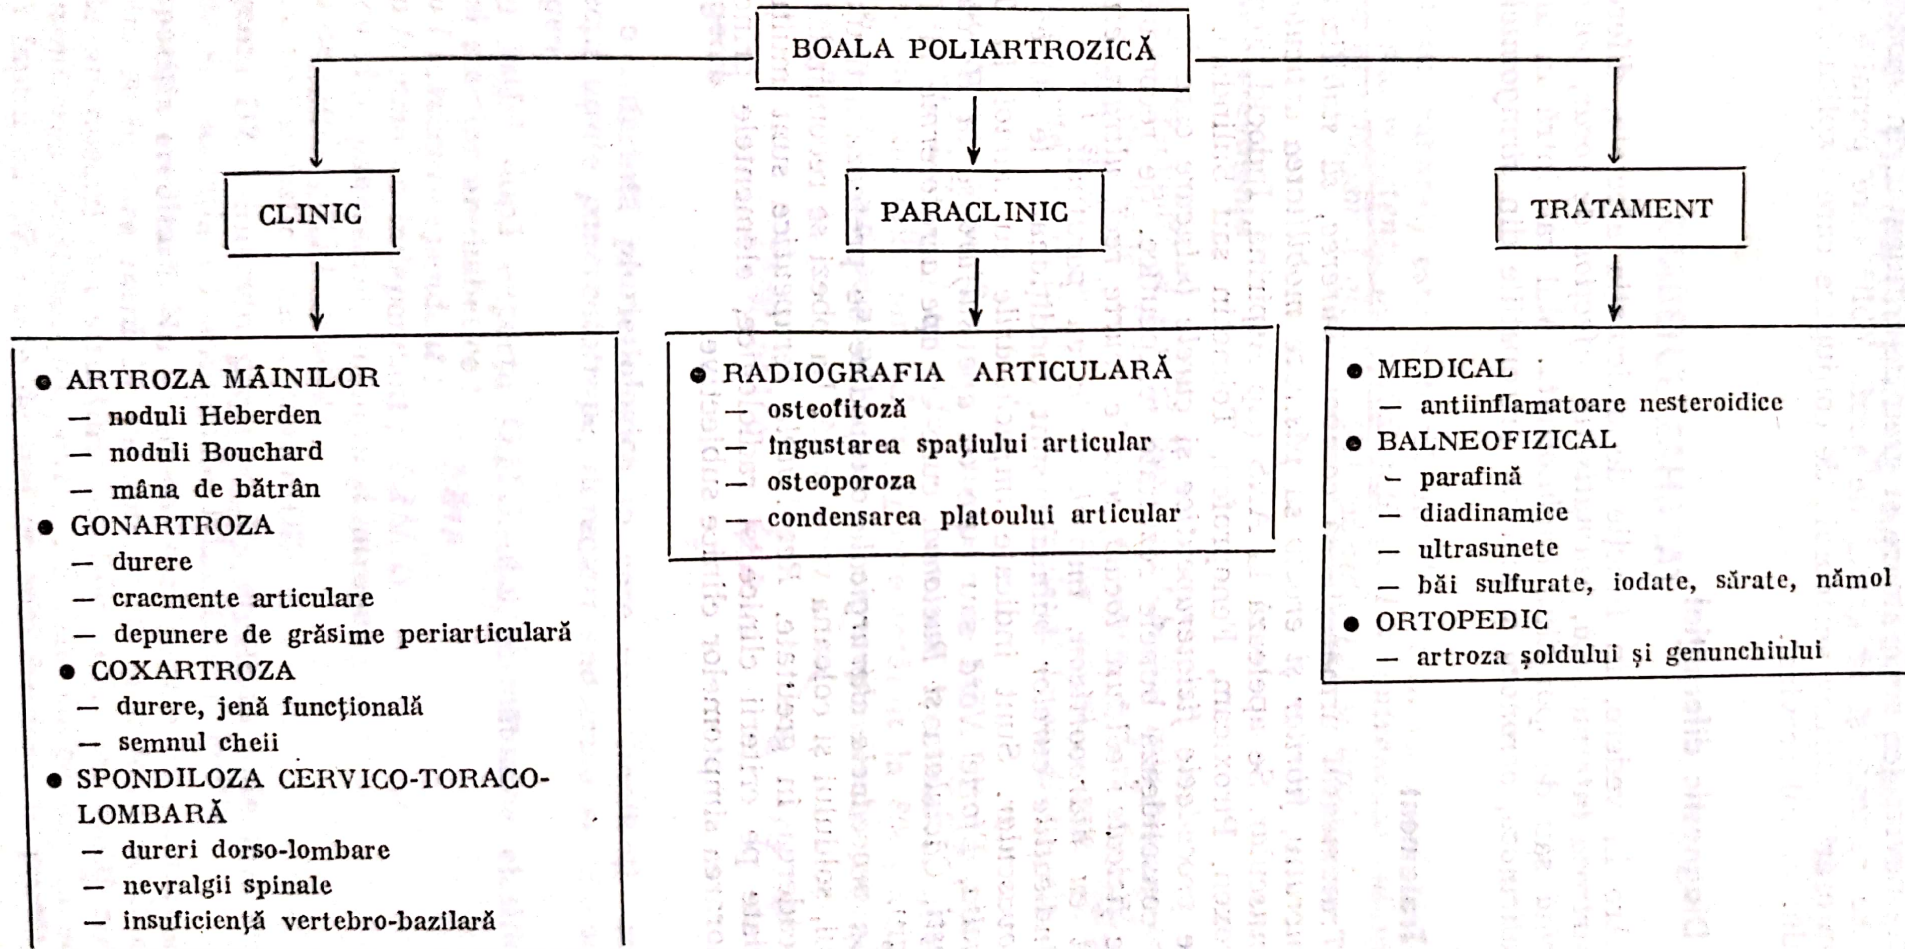 BOALA POLIARTROZICĂ
CLINIC
● ARTROZA MÂINILOR
— noduli Heberden
— noduli Bouchard
— mâna de bătrân
● GONARTROZA
— durere
— cracmente articulare
— depunere de grăsime periarticulară
● COXARTROZA
— durere, jenă funcţională
— semnul cheii
● SPONDILOZA CERVICO-TORACO-
LOMBARĂ
— dureri dorso-lombare
— nevralgii spinale
— insuficienţă vertebro-bazilară
PARACLINIC
● RADIOGRAFIA ARTICULARĂ
— osteofitoză
— îngustarea spaţiului articular
— osteoporoza
— condensarea platoului articular
TRATAMENT
● MEDICAL
— antiinflamatoare nesteroidice
● BALNEOFIZICAL
— parafină
— diadinamice
— ultrasunete
— băi sulfurate, iodate, sărate, nămol
● ORTOPEDIC
— artroza şoldului şi genunchiului